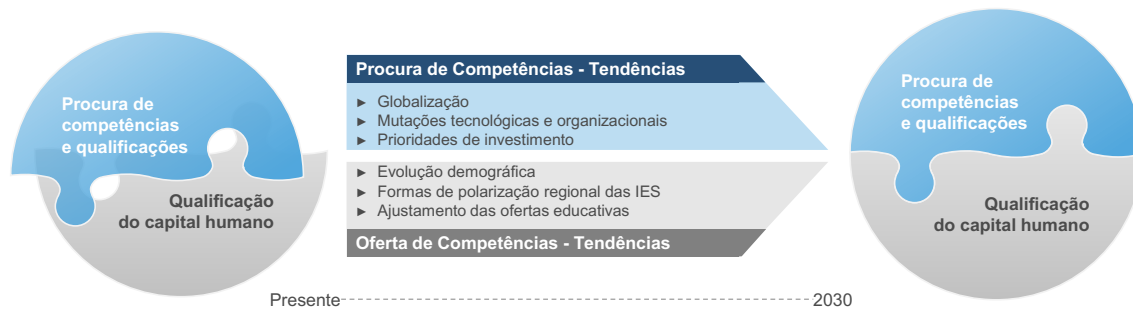 Procura de
competências
e qualificações
Qualificação
do capital humano
Procura de Competências - Tendências
► Globalização
► Mutações tecnológicas e organizacionais
► Prioridades de investimento
► Evolução demográfica
► Formas de polarização regional das IES
► Ajustamento das ofertas educativas
Oferta de Competências - Tendências
Procura de
competências
e qualificações
Qualificação
do capital humano
Presente
2030